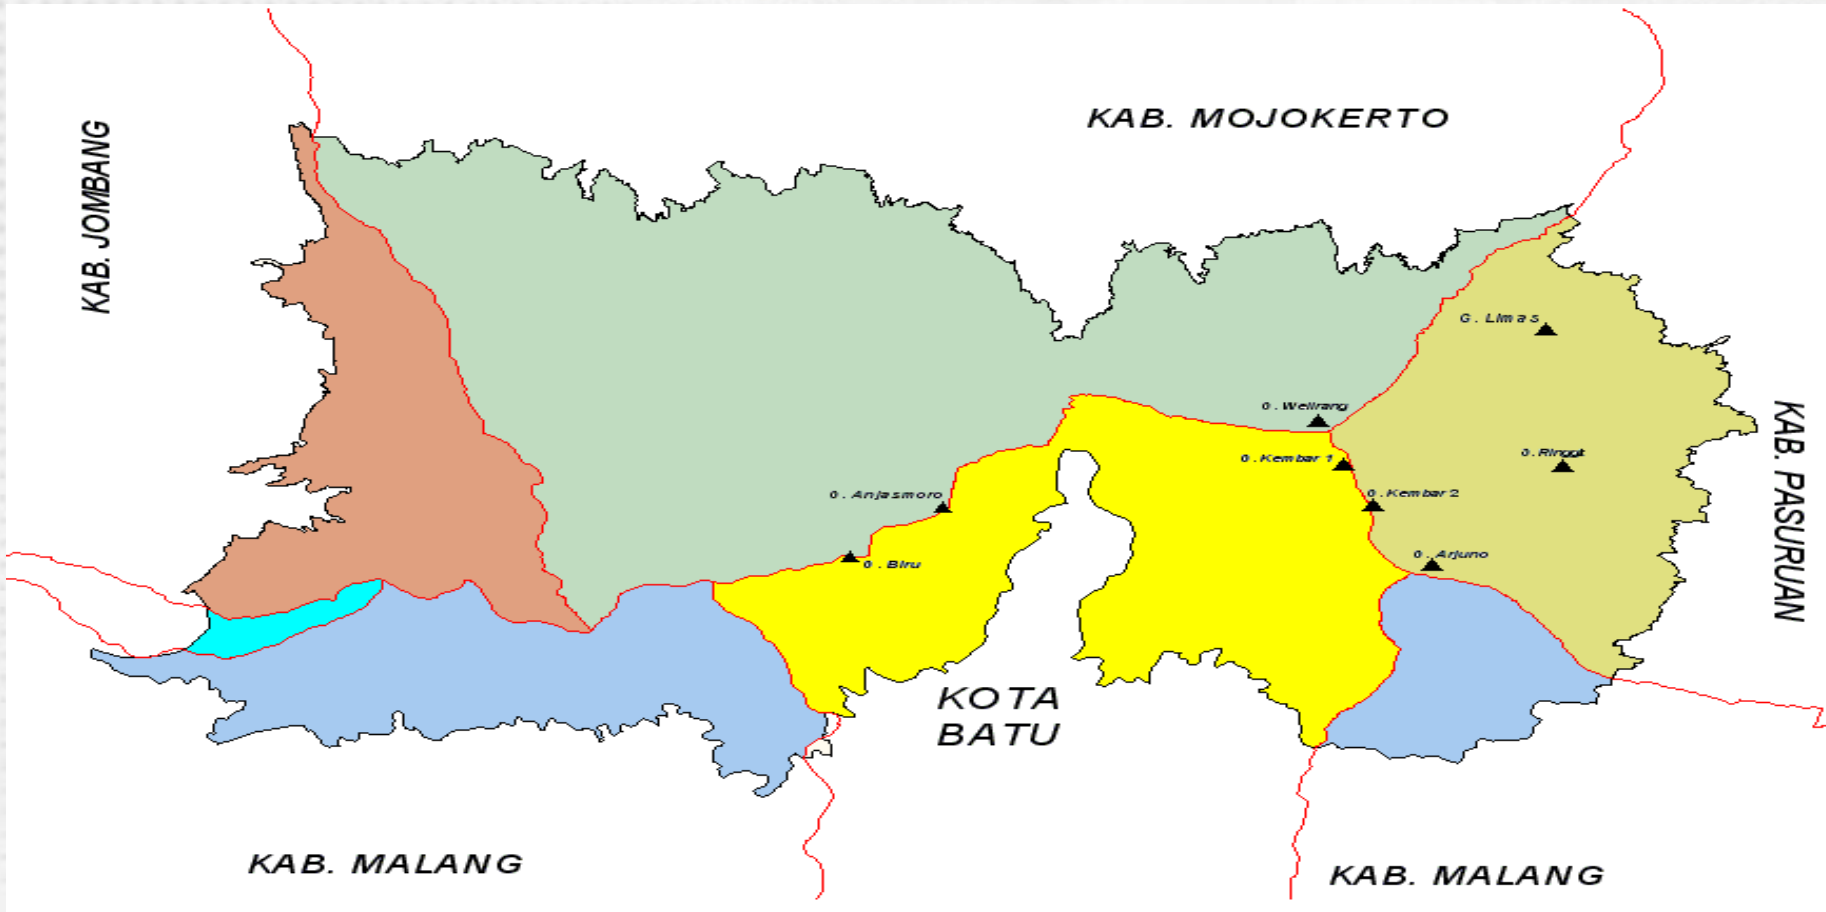 KAB. MOJOKERTO
KAB. JOMBANG
G. Limas
G. Welirang
KAB. PASURUAN
G. Kembar 1
G. Ringgit
G. Anjasmoro
G. Kembar 2
G. Biru
G. Arjuno
KOTA
BATU
KAB. MALANG
KAB. MALANG